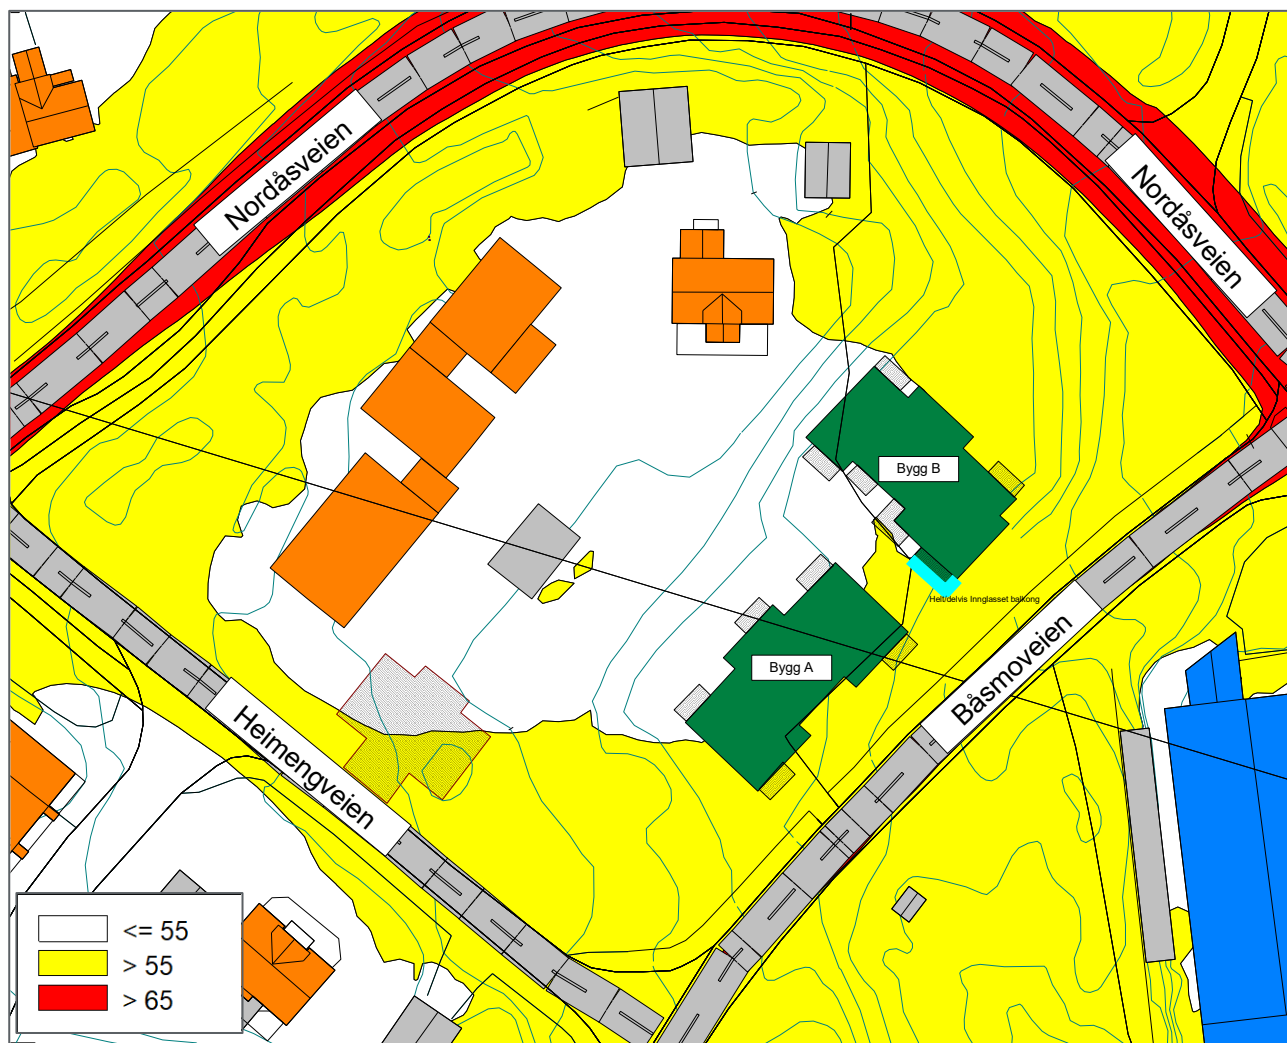 Nordåsveien
Nordåsveien
Bygg B
Helt/delvis Innglasset balkong
Bygg A
Båsmoveien
Heimengveien
<= 55
> 55
> 65